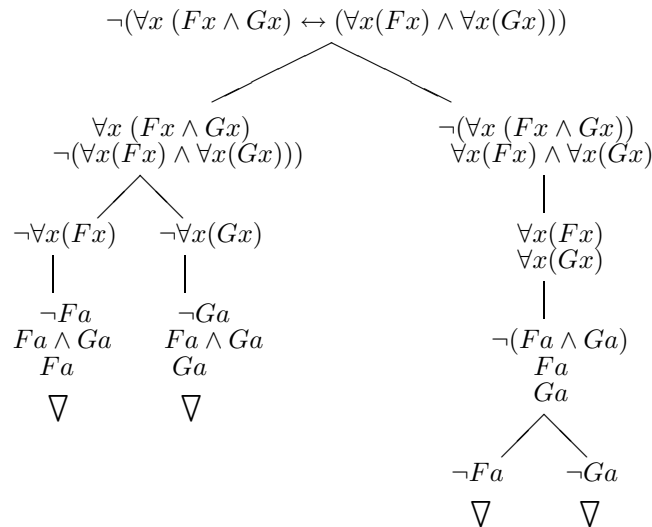 ¬(∀x (Fx ∧ Gx) ↔ (∀x(Fx) ∧ ∀x(Gx)))
∀x (Fx ∧ Gx)
¬(∀x(Fx) ∧ ∀x(Gx)))
¬(∀x (Fx ∧ Gx))
∀x(Fx) ∧ ∀x(Gx)
¬∀x(Fx)
¬∀x(Gx)
∀x(Fx)
∀x(Gx)
¬Fa
Fa ∧ Ga
Fa
▽
¬Ga
Fa ∧ Ga
Ga
▽
¬(Fa ∧ Ga)
Fa
Ga
¬Fa
▽
¬Ga
▽